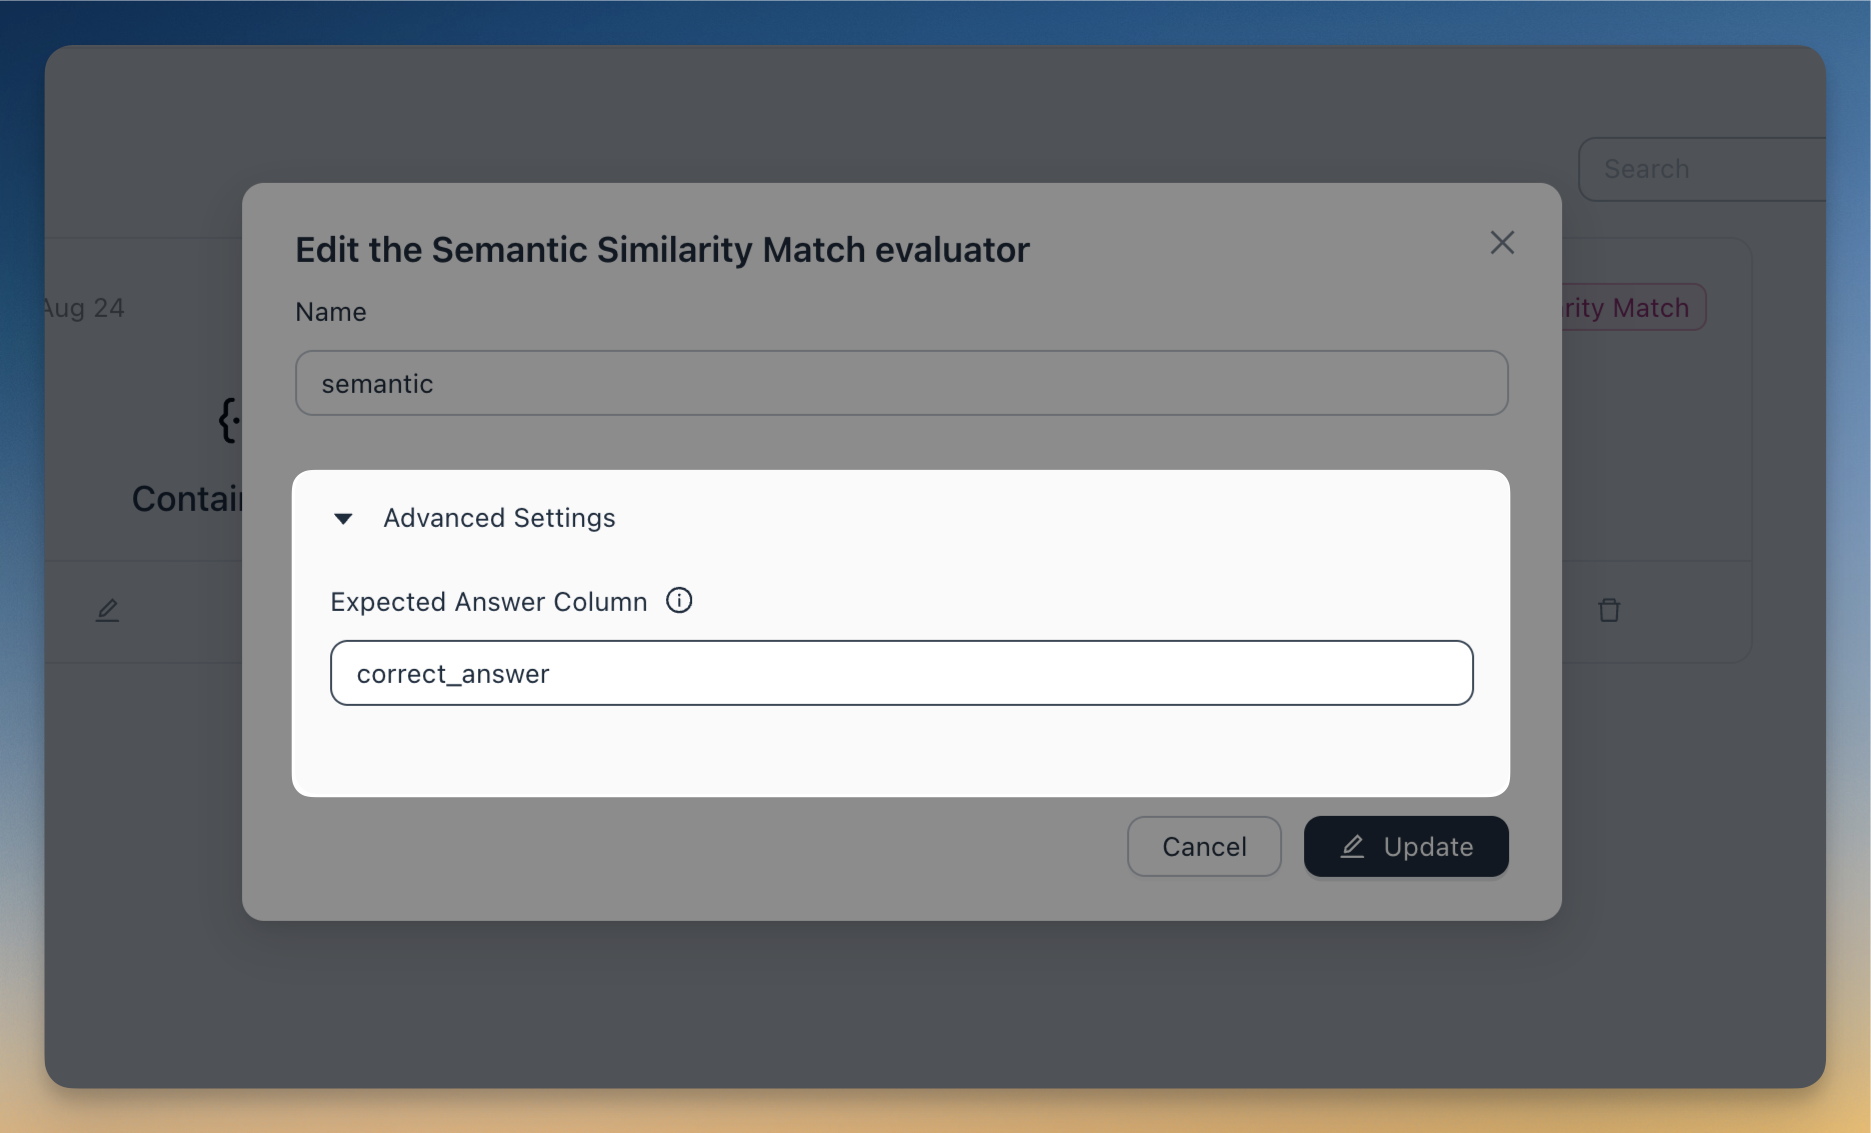 Search
Edit the Semantic Similarity Match evaluator
Name
Aug 24
rity Match
semantic
Contai
Advanced Settings
Expected Answer Column
correct_answer
Cancel
Update